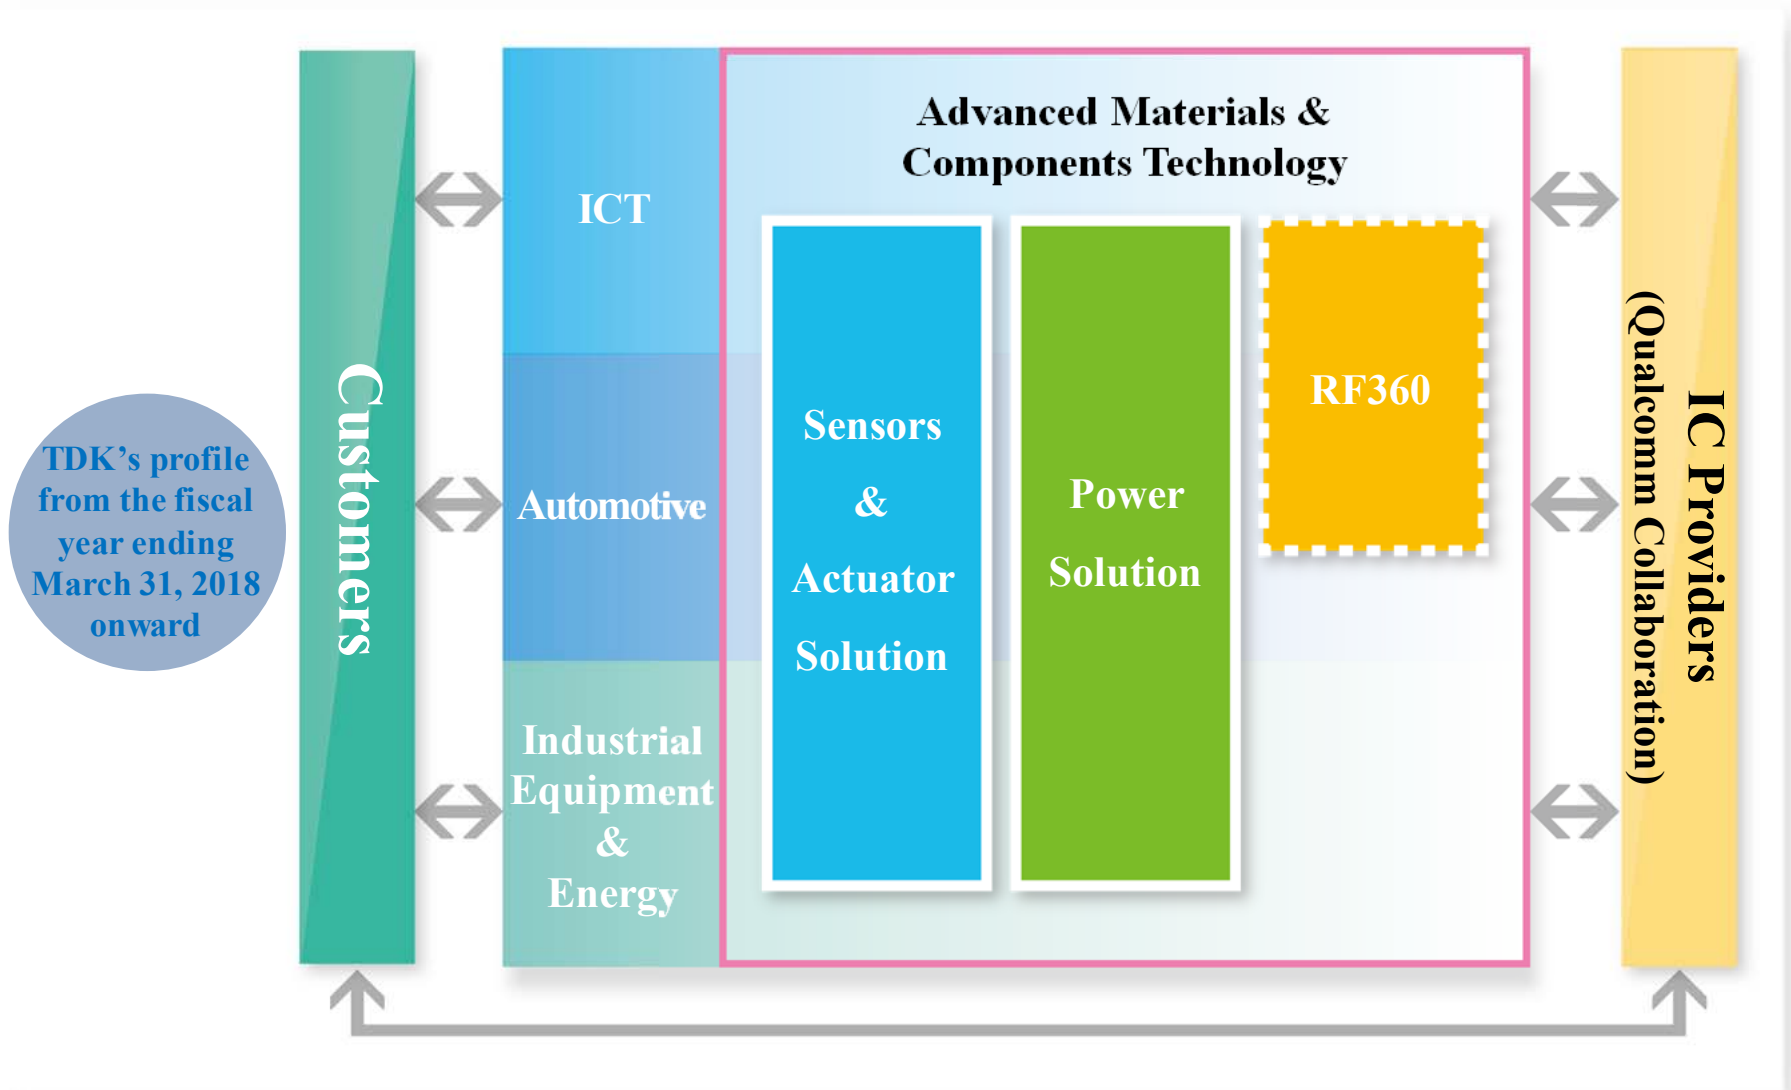 TDK's profile
from the fiscal
year ending
March 31, 2018
onward
Customers
ICT
Automotive
Industrial
Equipment
&
Energy
Advanced Materials &
Components Technology
Sensors
&
Actuator
Solution
Power
Solution
RF360
IC Providers
(Qualcomm Collaboration)